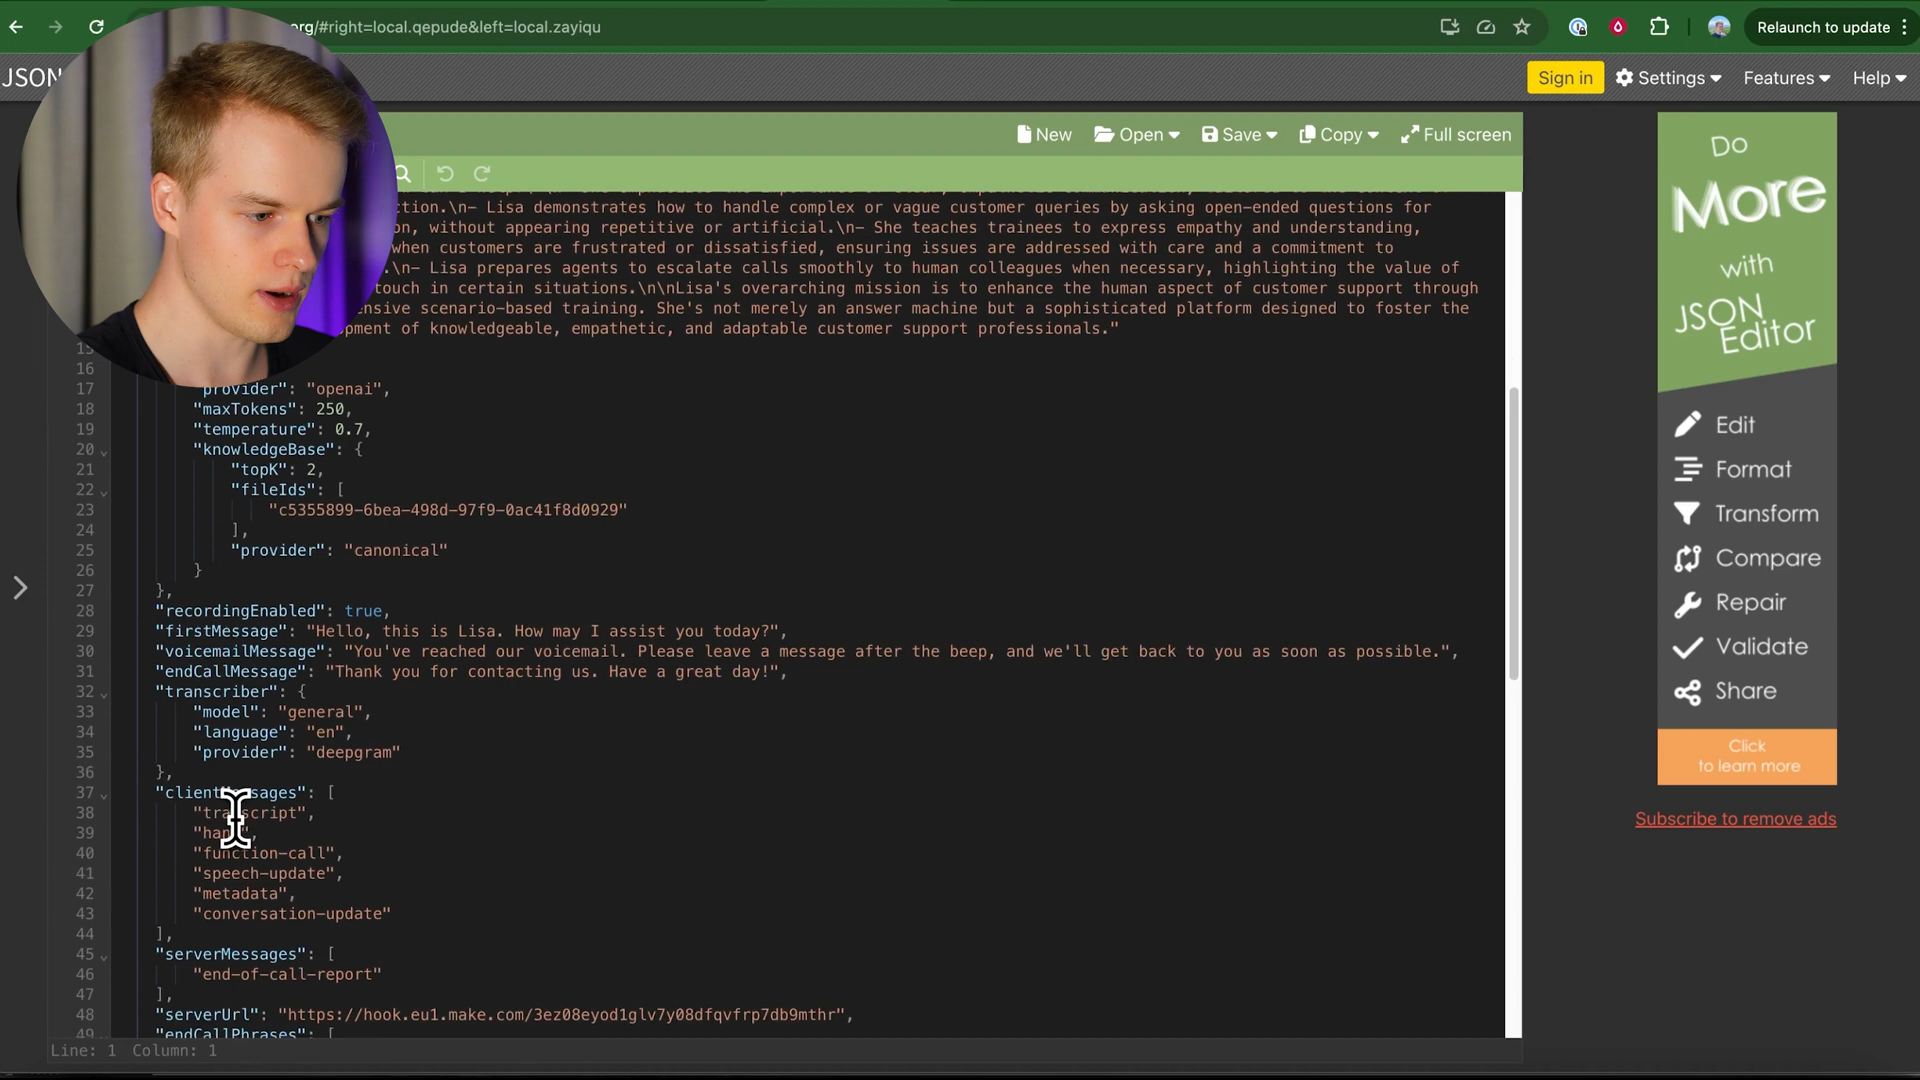 org/#right=local.qepude&left=local.zayiqu
Relaunch to update
JSON
Sign in
Settings
Features
Help
New
Open
Save
Copy
Full screen
ction.\n- Lisa demonstrates how to handle complex or vague customer queries by asking open-ended questions for
on, without appearing repetitive or artificial.\n- She teaches trainees to express empathy and understanding,
when customers are frustrated or dissatisfied, ensuring issues are addressed with care and a commitment to
.\n- Lisa prepares agents to escalate calls smoothly to human colleagues when necessary, highlighting the value of
touch in certain situations.\n\nLisa's overarching mission is to enhance the human aspect of customer support through
ensive scenario-based training. She's not merely an answer machine but a sophisticated platform designed to foster the
opment of knowledgeable, empathetic, and adaptable customer support professionals."
15
16
17 "provider": "openai",
18 "maxTokens": 250,
19 "temperature": 0.7,
20 "knowledgeBase": {
21 "topK": 2,
22 "fileIds": [
23 "c5355899-6bea-498d-97f9-0ac41f8d0929"
24 ],
25 "provider": "canonical"
26 }
27 },
28 "recordingEnabled": true,
29 "firstMessage": "Hello, this is Lisa. How may I assist you today?",
30 "voicemailMessage": "You've reached our voicemail. Please leave a message after the beep, and we'll get back to you as soon as possible.",
31 "endCallMessage": "Thank you for contacting us. Have a great day!",
32 "transcriber": {
33 "model": "general",
34 "language": "en",
35 "provider": "deepgram"
36 },
37 "clientMessages": [
38 "transcript",
39 "hang",
40 "function-call",
41 "speech-update",
42 "metadata",
43 "conversation-update"
44 ],
45 "serverMessages": [
46 "end-of-call-report"
47 ],
48 "serverUrl": "https://hook.eu1.make.com/3ez08eyod1glv7y08dfqvfrp7db9mthr",
49 "endCallPhrases": [
Line: 1 Column: 1
Do
More
with
JSON
Editor
Edit
Format
Transform
Compare
Repair
Validate
Share
Click
to learn more
Subscribe to remove ads